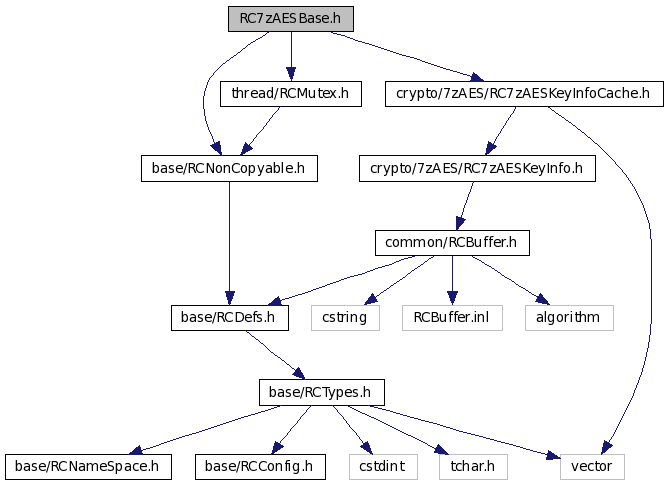 RC7zAESBase.h
thread/RCMutex.h
crypto/7zAES/RC7zAESKeyInfoCache.h
base/RCNonCopyable.h
crypto/7zAES/RC7zAESKeyInfo.h
common/RCBuffer.h
base/RCDefs.h
cstring
RCBuffer.inl
algorithm
base/RCTypes.h
base/RCNameSpace.h
base/RCConfig.h
cstdint
tchar.h
vector